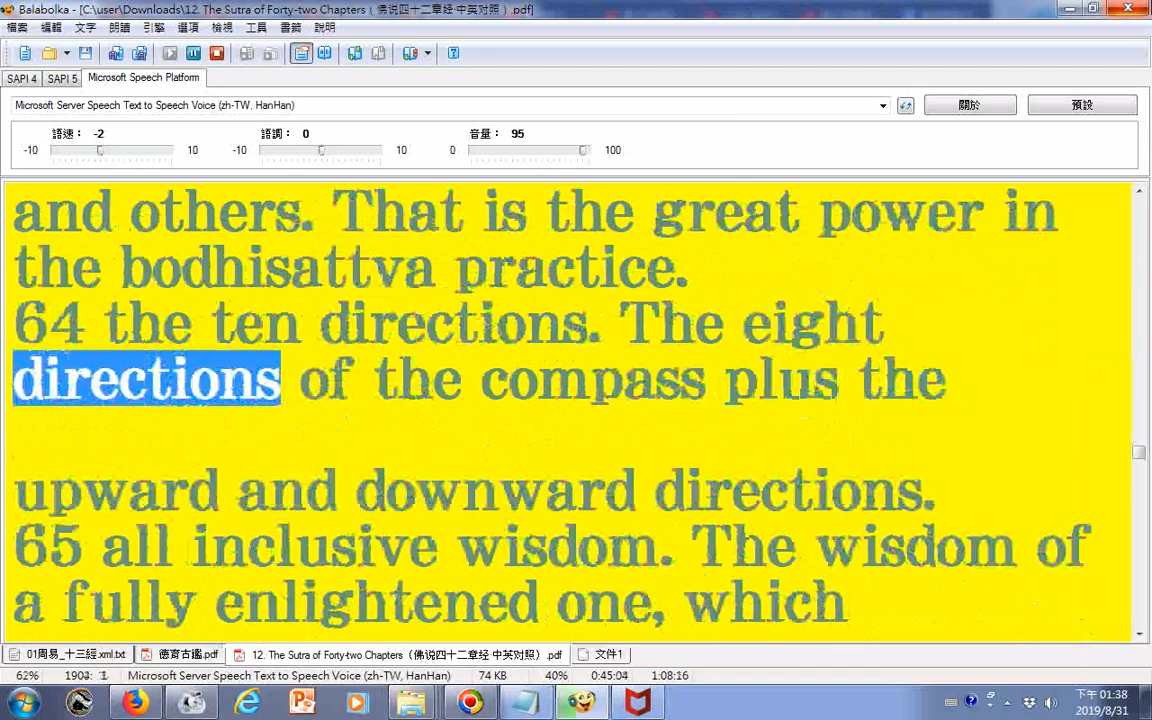 Balabolka - [C:\user\Downloads\12. The Sutra of Forty-two Chapters（佛说四十二章经·中英对照）.pdf]
檔案 編輯 文字 朗讀 引擎 選項 檢視 工具 書籤 說明
SAPI 4 SAPI 5 Microsoft Speech Platform
Microsoft Server Speech Text to Speech Voice (zh-TW, HanHan) 關於 預設
語速： -2 語調： 0 音量： 95
-10 10 -10 10 0 100
and others. That is the great power in
the bodhisattva practice.
64 the ten directions. The eight
directions of the compass plus the
upward and downward directions.
65 all inclusive wisdom. The wisdom of
a fully enlightened one, which
01周易_十三經.xml.txt 德育古鑑.pdf 12. The Sutra of Forty-two Chapters（佛说四十二章经·中英对照）.pdf 文件1
62% 1903: 1 Microsoft Server Speech Text to Speech Voice (zh-TW, HanHan) 74 KB 40% 0:45:04 1:08:16
下午 01:38
2019/8/31